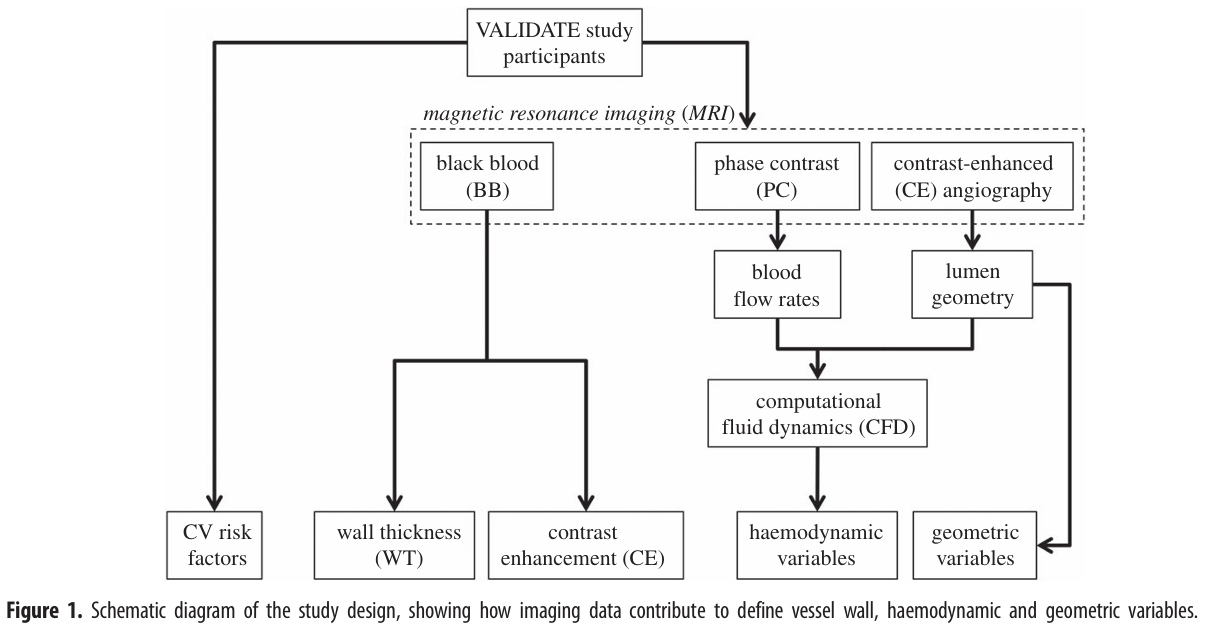 VALIDATE study
participants
magnetic resonance imaging (MRI)
black blood
(BB)
phase contrast
(PC)
contrast-enhanced
(CE) angiography
blood
flow rates
lumen
geometry
computational
fluid dynamics (CFD)
CV risk
factors
wall thickness
(WT)
contrast
enhancement (CE)
haemodynamic
variables
geometric
variables
Figure 1. Schematic diagram of the study design, showing how imaging data contribute to define vessel wall, haemodynamic and geometric variables.